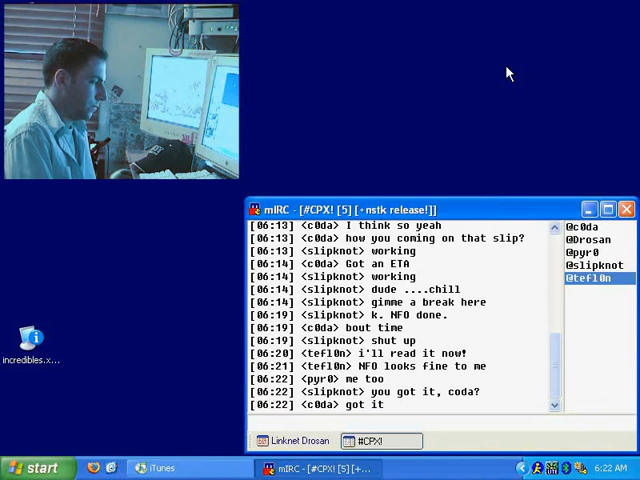 mIRC - [#CPX! [5] [+nstk release!]]
[06:13] <c0da> I think so yeah
[06:13] <c0da> how you coming on that slip?
[06:13] <slipknot> working
[06:14] <c0da> Got an ETA
[06:14] <slipknot> working
[06:14] <slipknot> dude ....chill
[06:14] <slipknot> gimme a break here
[06:19] <slipknot> k. NFO done.
[06:19] <c0da> bout time
[06:19] <slipknot> shut up
[06:20] <tefl0n> i'll read it now!
[06:21] <tefl0n> NFO looks fine to me
[06:22] <pyr0> me too
[06:22] <slipknot> you got it, coda?
[06:22] <c0da> got it
@c0da
@Drosan
@pyr0
@slipknot
@tefl0n
incredibles.x...
Linknet Drosan
#CPX!
start
iTunes
mIRC - [#CPX! [5] [+...
6:22 AM